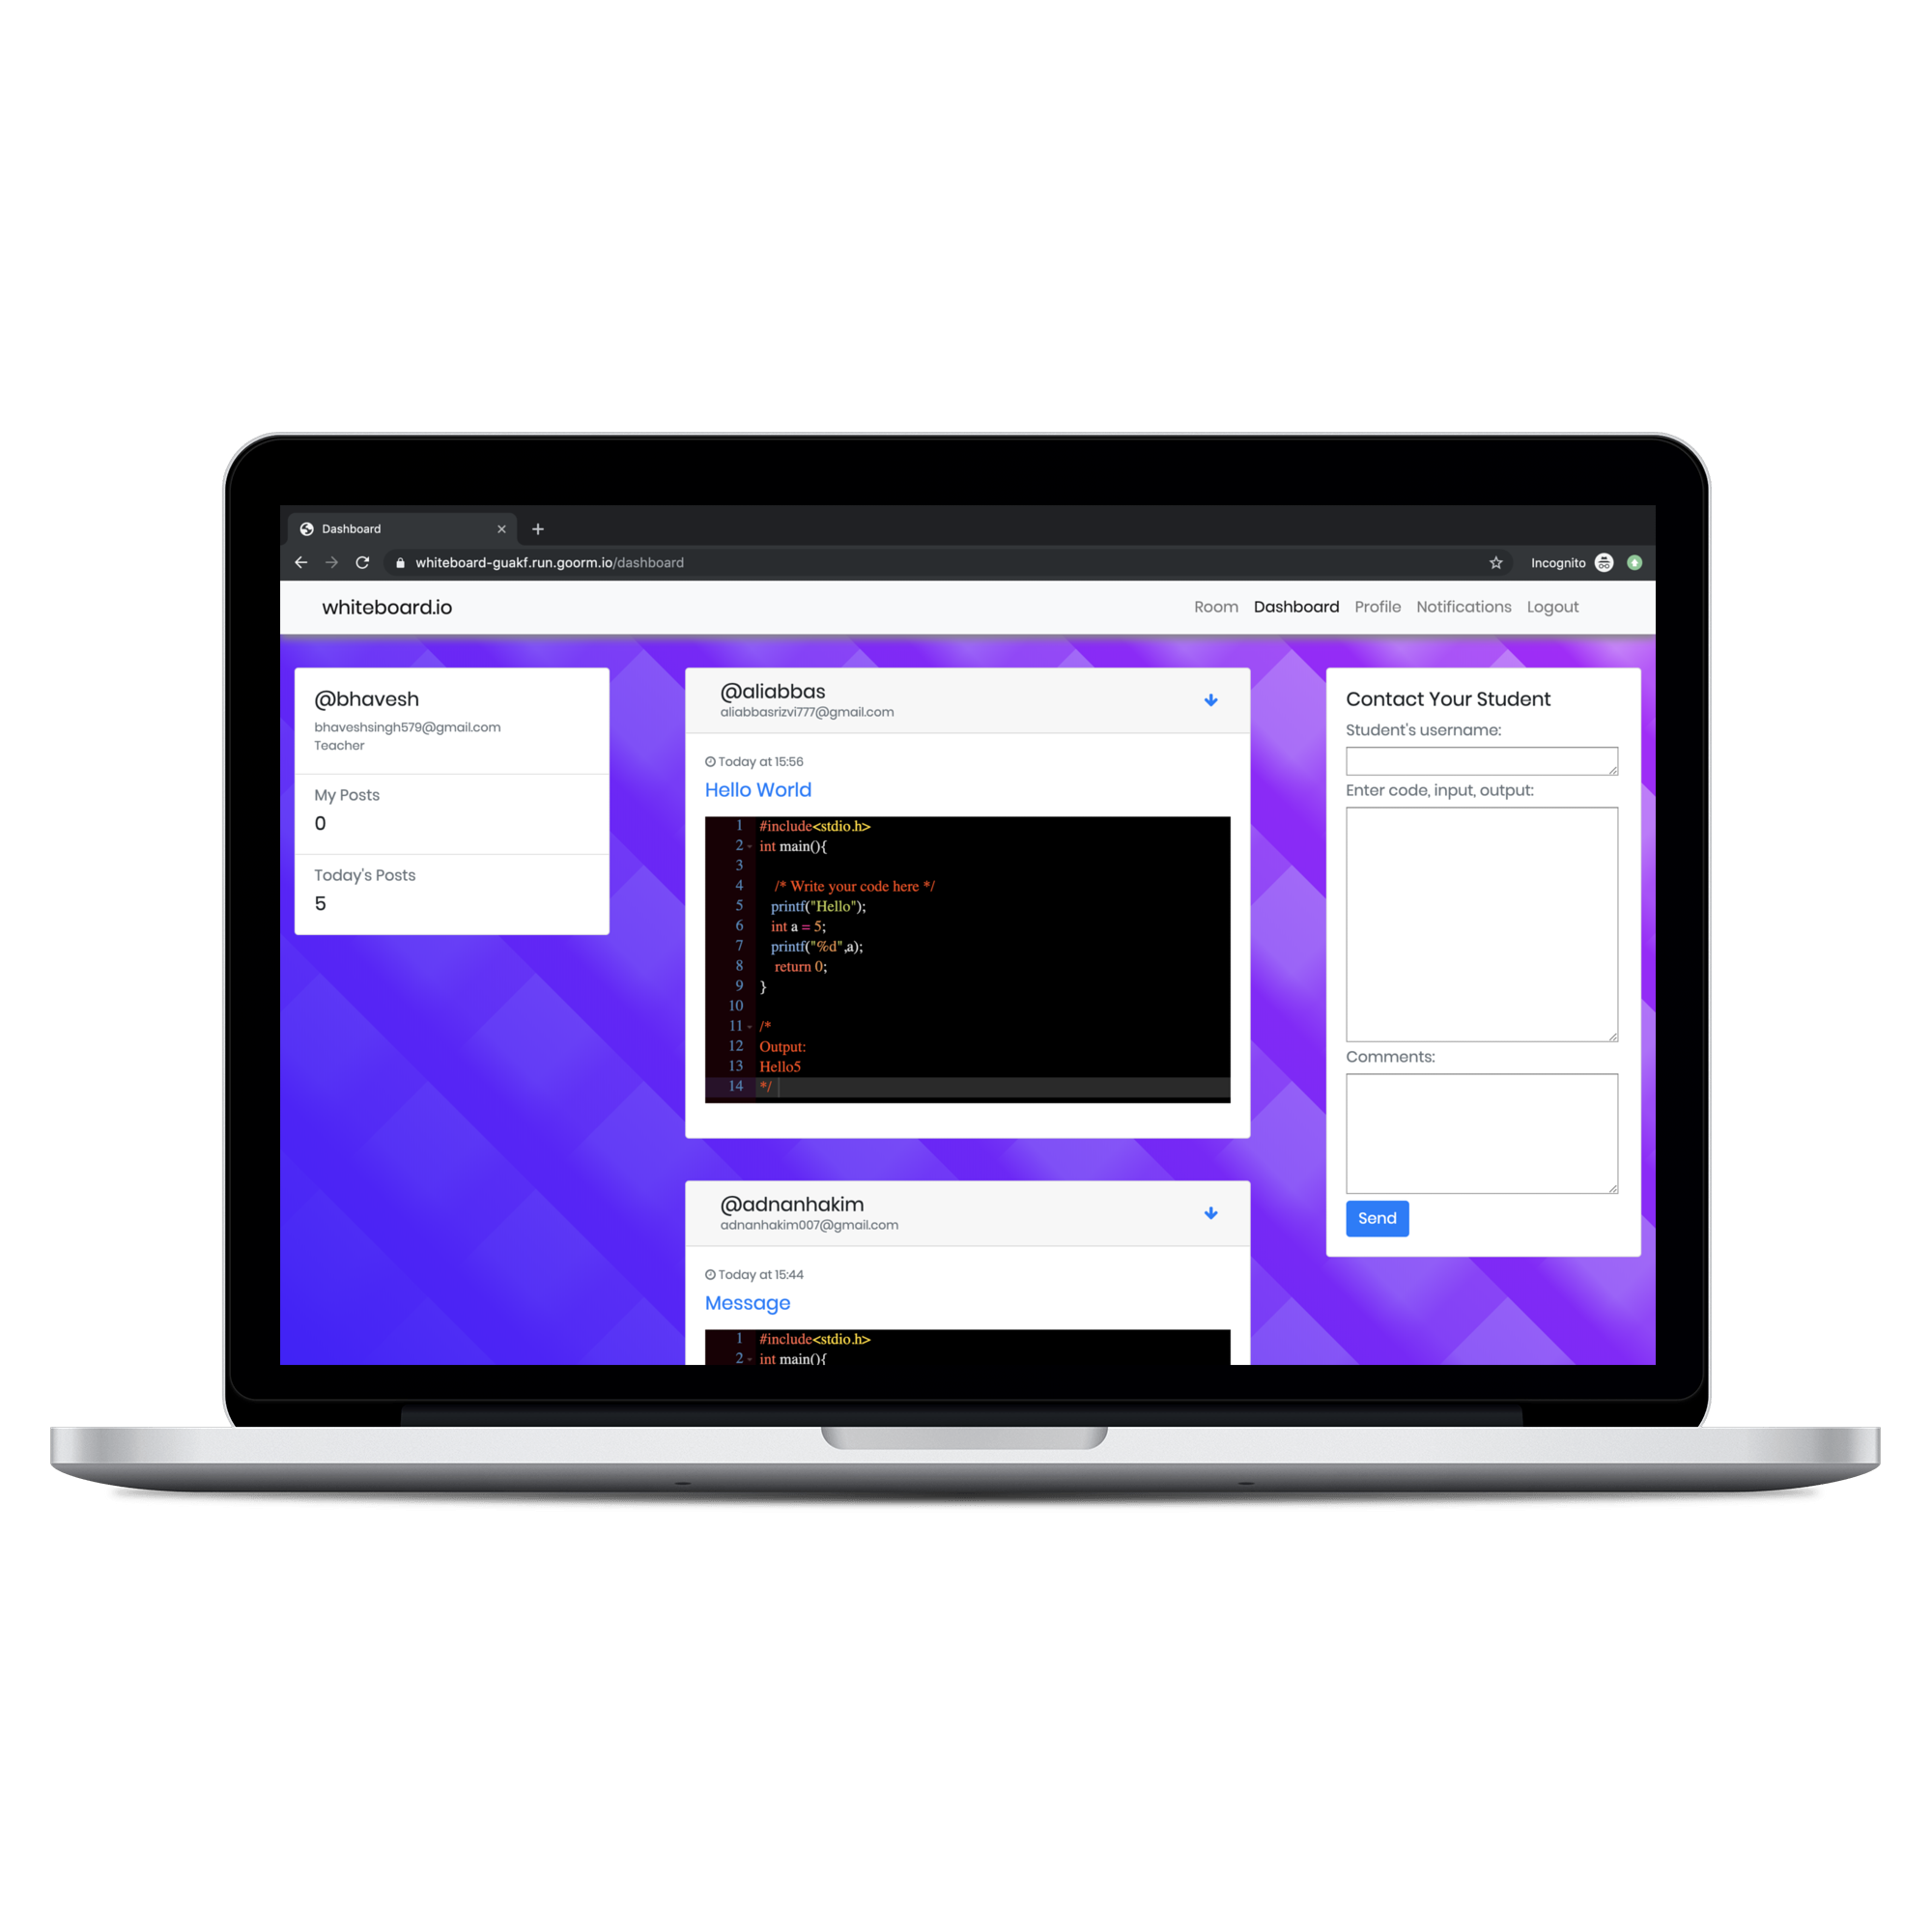 Dashboard
whiteboard-guakf.run.goorm.io/dashboard
Incognito
whiteboard.io
Room Dashboard Profile Notifications Logout
@bhavesh
bhaveshsingh579@gmail.com
Teacher
My Posts
0
Today's Posts
5
@aliabbas
aliabbasrizvi777@gmail.com
Today at 15:56
Hello World
1 #include<stdio.h>
2 int main(){
3
4 /* Write your code here */
5 printf("Hello");
6 int a = 5;
7 printf("%d",a);
8 return 0;
9 }
10
11 /*
12 Output:
13 Hello5
14 */
@adnanhakim
adnanhakim007@gmail.com
Today at 15:44
Message
1 #include<stdio.h>
2 int main(){
Contact Your Student
Student's username:
Enter code, input, output:
Comments:
Send